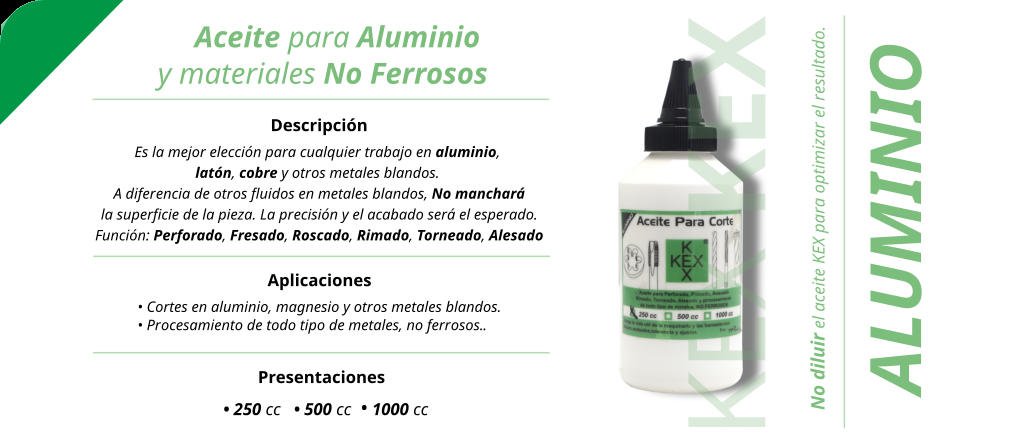 Aceite para Aluminio
y materiales No Ferrosos
Descripción
Es la mejor elección para cualquier trabajo en aluminio,
latón, cobre y otros metales blandos.
A diferencia de otros fluidos en metales blandos, No manchará
la superficie de la pieza. La precisión y el acabado será el esperado.
Función: Perforado, Fresado, Roscado, Rimado, Torneado, Alesado
Aplicaciones
• Cortes en aluminio, magnesio y otros metales blandos.
• Procesamiento de todo tipo de metales, no ferrosos..
Presentaciones
• 250 cc • 500 cc • 1000 cc
Aceite Para Corte
K
KEX
X
250 cc 500 cc 1000 cc
KEX KEX
No diluir el aceite KEX para optimizar el resultado.
ALUMINIO